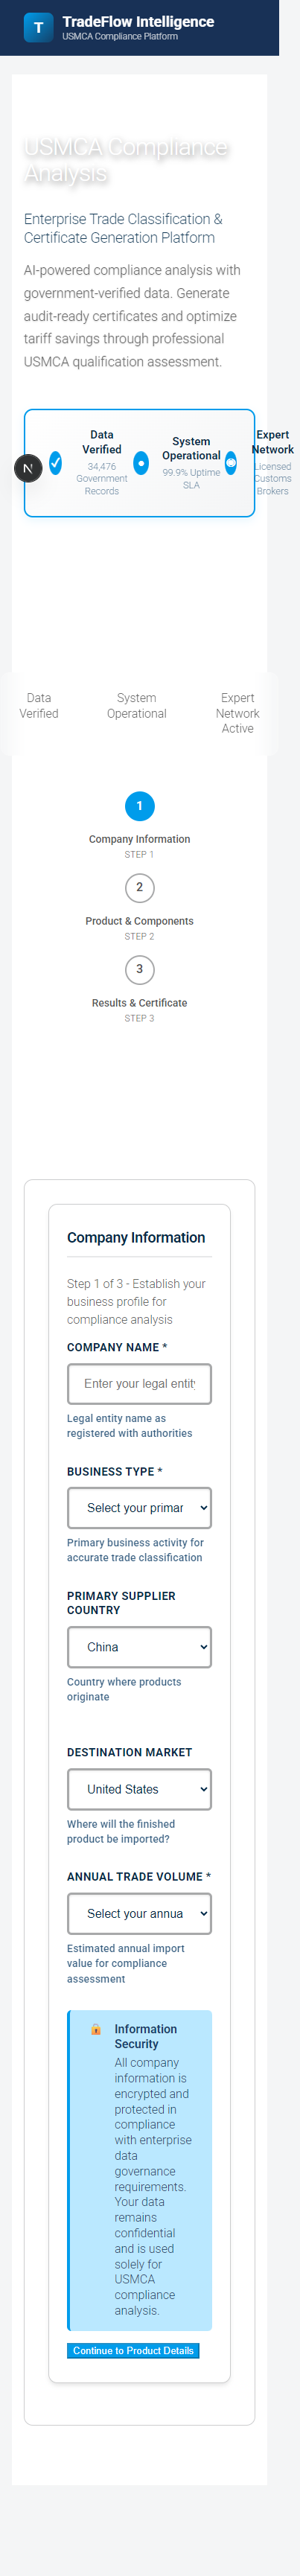 T
TradeFlow Intelligence
USMCA Compliance Platform
USMCA Compliance
Analysis
Enterprise Trade Classification &
Certificate Generation Platform
AI-powered compliance analysis with
government-verified data. Generate
audit-ready certificates and optimize
tariff savings through professional
USMCA qualification assessment.
N
✓
Data
Verified
34,476
Government
Records
●
System
Operational
99.9% Uptime
SLA
Expert
Network
Licensed
Customs
Brokers
Data
Verified
System
Operational
Expert
Network
Active
1
Company Information
STEP 1
2
Product & Components
STEP 2
3
Results & Certificate
STEP 3
Company Information
Step 1 of 3 - Establish your
business profile for
compliance analysis
COMPANY NAME *
Enter your legal entity
Legal entity name as
registered with authorities
BUSINESS TYPE *
Select your primar
Primary business activity for
accurate trade classification
PRIMARY SUPPLIER
COUNTRY
China
Country where products
originate
DESTINATION MARKET
United States
Where will the finished
product be imported?
ANNUAL TRADE VOLUME *
Select your annua
Estimated annual import
value for compliance
assessment
Information
Security
All company
information is
encrypted and
protected in
compliance
with enterprise
data
governance
requirements.
Your data
remains
confidential
and is used
solely for
USMCA
compliance
analysis.
Continue to Product Details